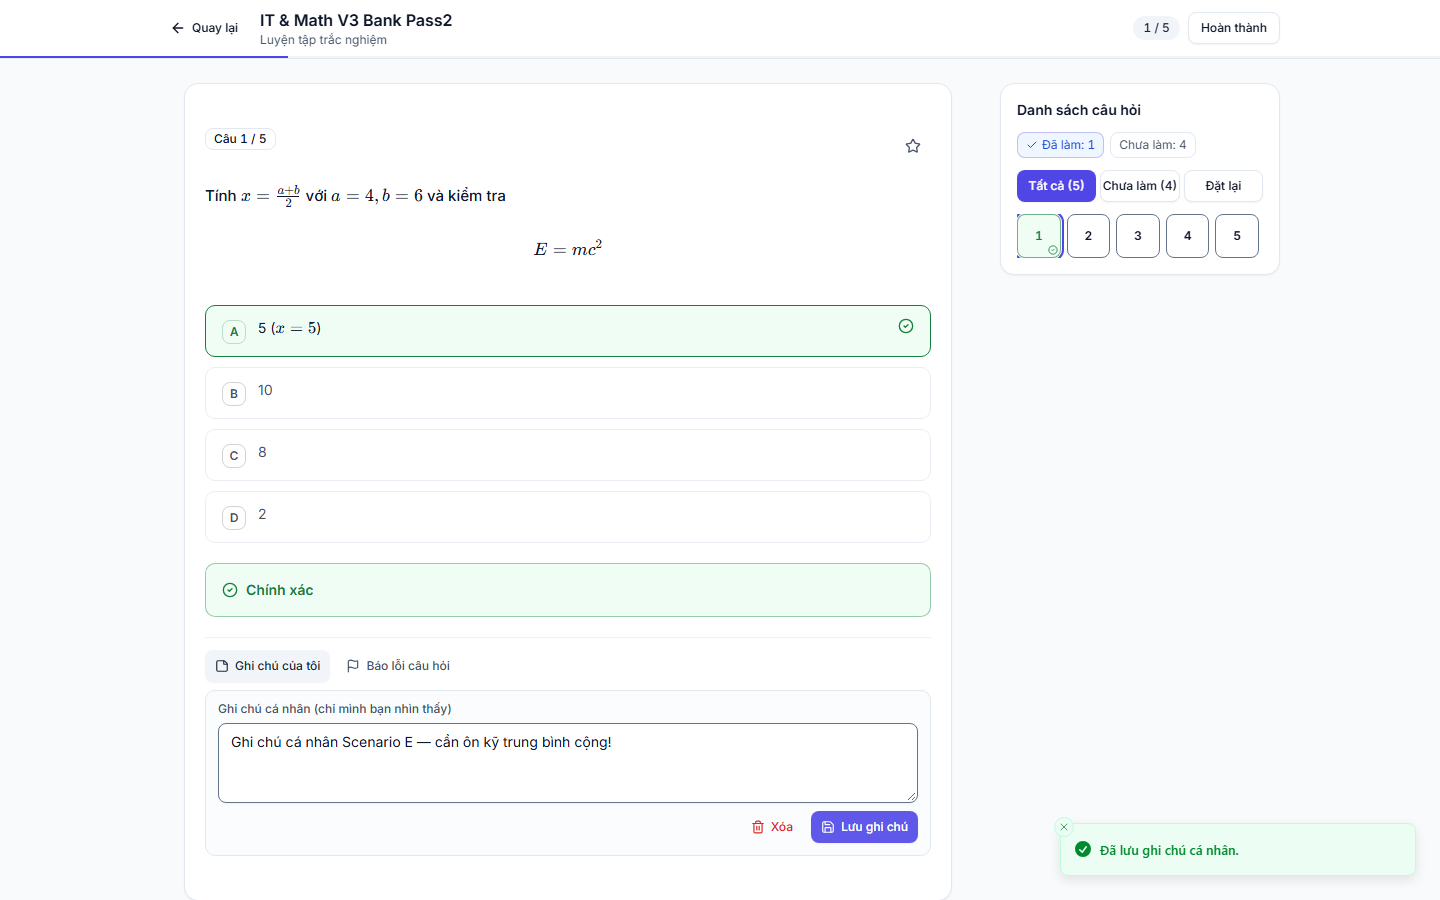 Quay lại
IT & Math V3 Bank Pass2
Luyện tập trắc nghiệm
1 / 5
Hoàn thành
Câu 1 / 5
Tính x = \frac{a+b}{2} với a = 4, b = 6 và kiểm tra
E = mc^2
A 5 (x = 5)
B 10
C 8
D 2
Chính xác
Ghi chú của tôi
Báo lỗi câu hỏi
Ghi chú cá nhân (chỉ mình bạn nhìn thấy)
Ghi chú cá nhân Scenario E — cần ôn kỹ trung bình cộng!
Xóa
Lưu ghi chú
Danh sách câu hỏi
Đã làm: 1
Chưa làm: 4
Tất cả (5)
Chưa làm (4)
Đặt lại
1 2 3 4 5
Đã lưu ghi chú cá nhân.